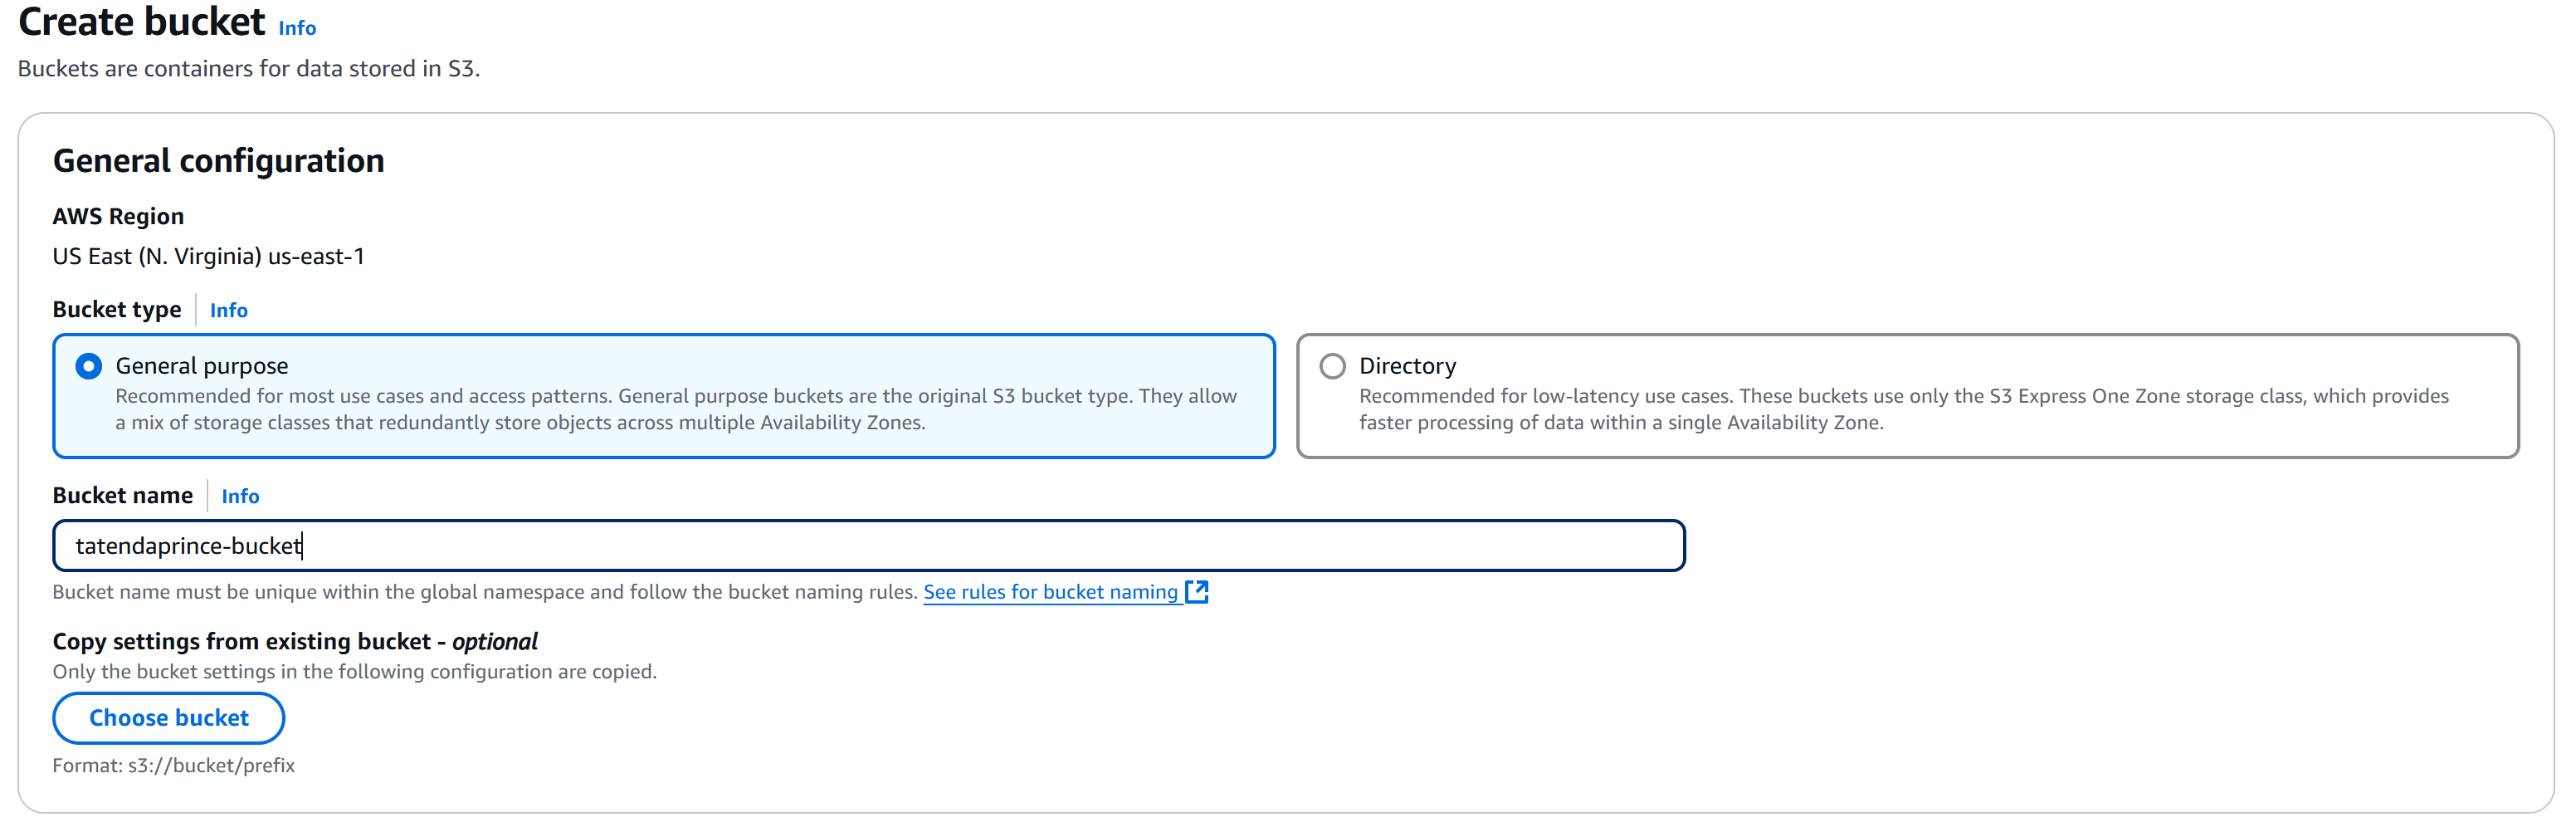 Create bucket Info
Buckets are containers for data stored in S3.
General configuration
AWS Region
US East (N. Virginia) us-east-1
Bucket type Info
General purpose
Recommended for most use cases and access patterns. General purpose buckets are the original S3 bucket type. They allow
a mix of storage classes that redundantly store objects across multiple Availability Zones.
Directory
Recommended for low-latency use cases. These buckets use only the S3 Express One Zone storage class, which provides
faster processing of data within a single Availability Zone.
Bucket name Info
tatendaprince-bucket
Bucket name must be unique within the global namespace and follow the bucket naming rules. See rules for bucket naming
Copy settings from existing bucket - optional
Only the bucket settings in the following configuration are copied.
Choose bucket
Format: s3://bucket/prefix